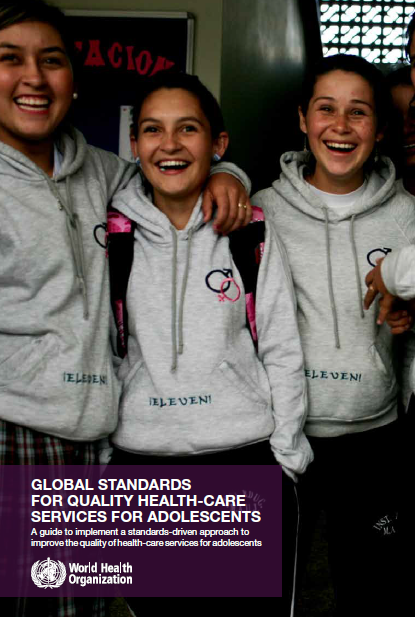 ACION
¡ELEVEN!
¡ELEVEN!
ELEVEN!
GLOBAL STANDARDS
FOR QUALITY HEALTH-CARE
SERVICES FOR ADOLESCENTS
A guide to implement a standards-driven approach to
improve the quality of health-care services for adolescents
World Health
Organization